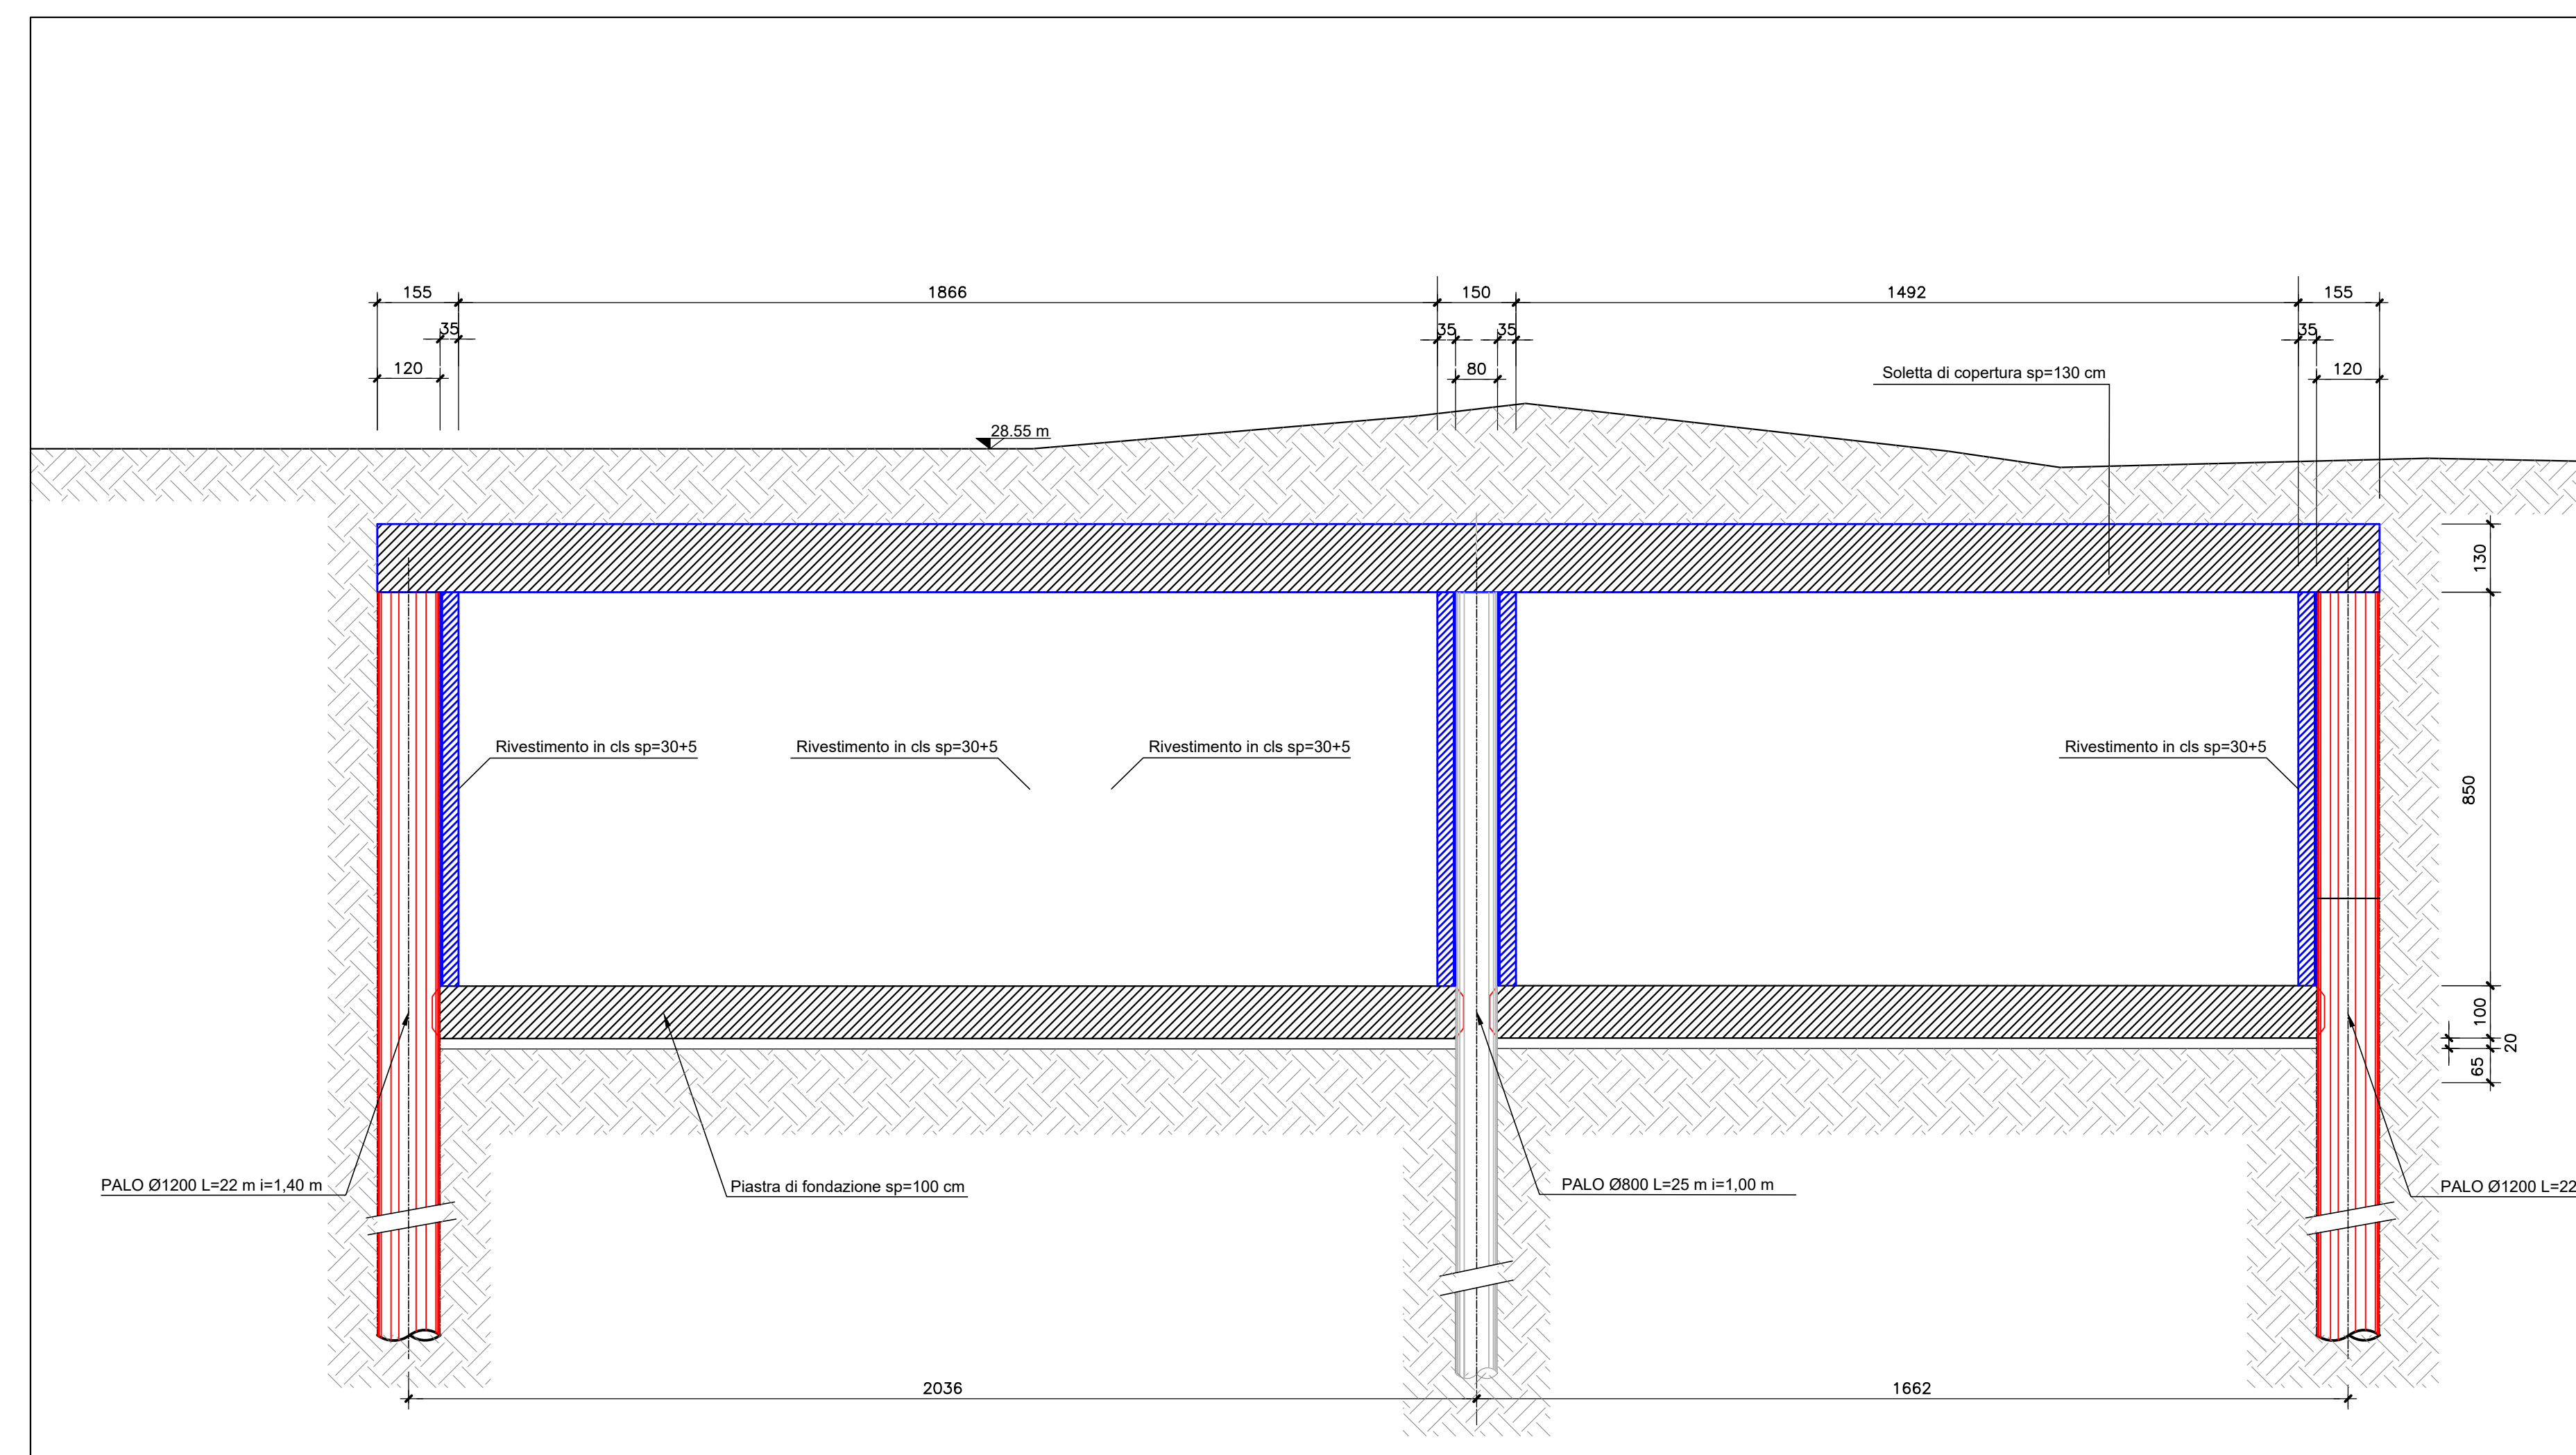 155
1866
150
1492
155
35
35
35
35
120
80
120
Soletta di copertura sp=130 cm
28.55 m
130
Rivestimento in cls sp=30+5
Rivestimento in cls sp=30+5
Rivestimento in cls sp=30+5
Rivestimento in cls sp=30+5
850
100
20
65
PALO Ø1200 L=22 m i=1,40 m
Piastra di fondazione sp=100 cm
PALO Ø800 L=25 m i=1,00 m
PALO Ø1200 L=22
2036
1662